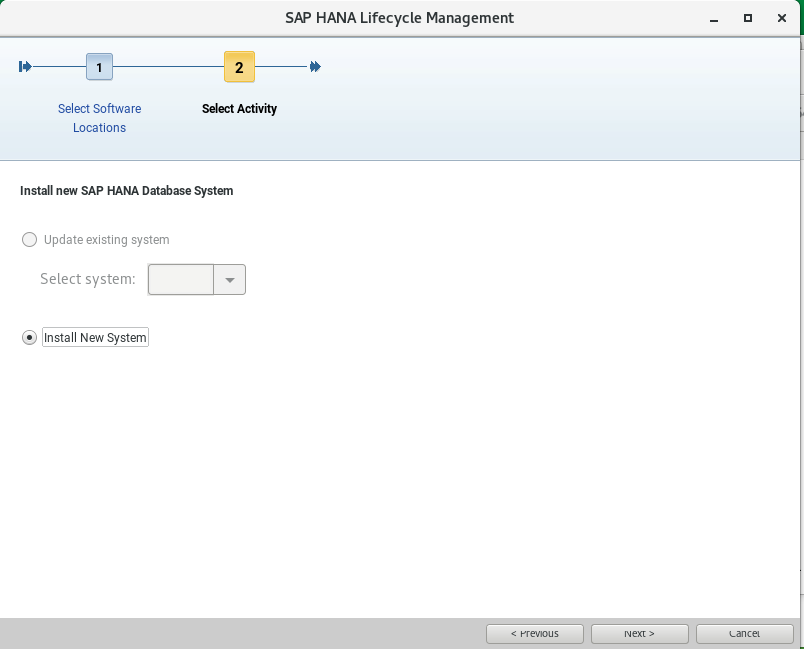 SAP HANA Lifecycle Management
1
2
Select Software
Locations
Select Activity
Install new SAP HANA Database System
Update existing system
Select system:
Install New System
< Previous
Next >
Cancel